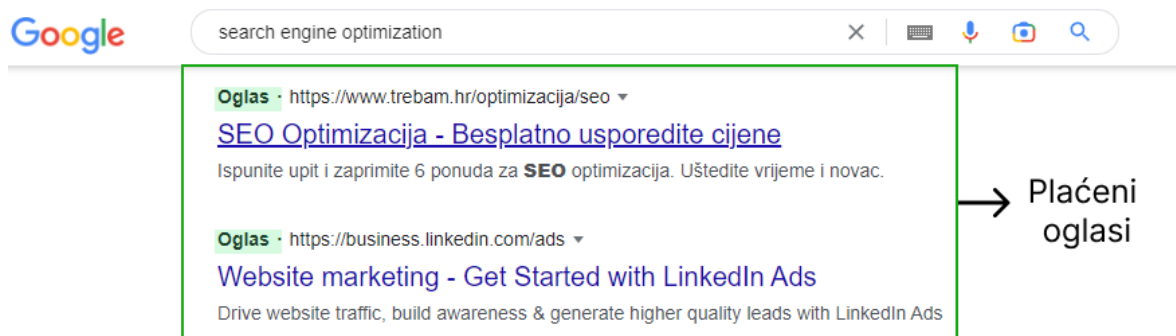 Google search engine optimization
Oglas · https://www.trebam.hr/optimizacija/seo
SEO Optimizacija - Besplatno usporedite cijene
Ispunite upit i zaprimite 6 ponuda za SEO optimizacija. Uštedite vrijeme i novac.
Oglas · https://business.linkedin.com/ads
Website marketing - Get Started with LinkedIn Ads
Drive website traffic, build awareness & generate higher quality leads with LinkedIn Ads
Plaćeni
oglasi